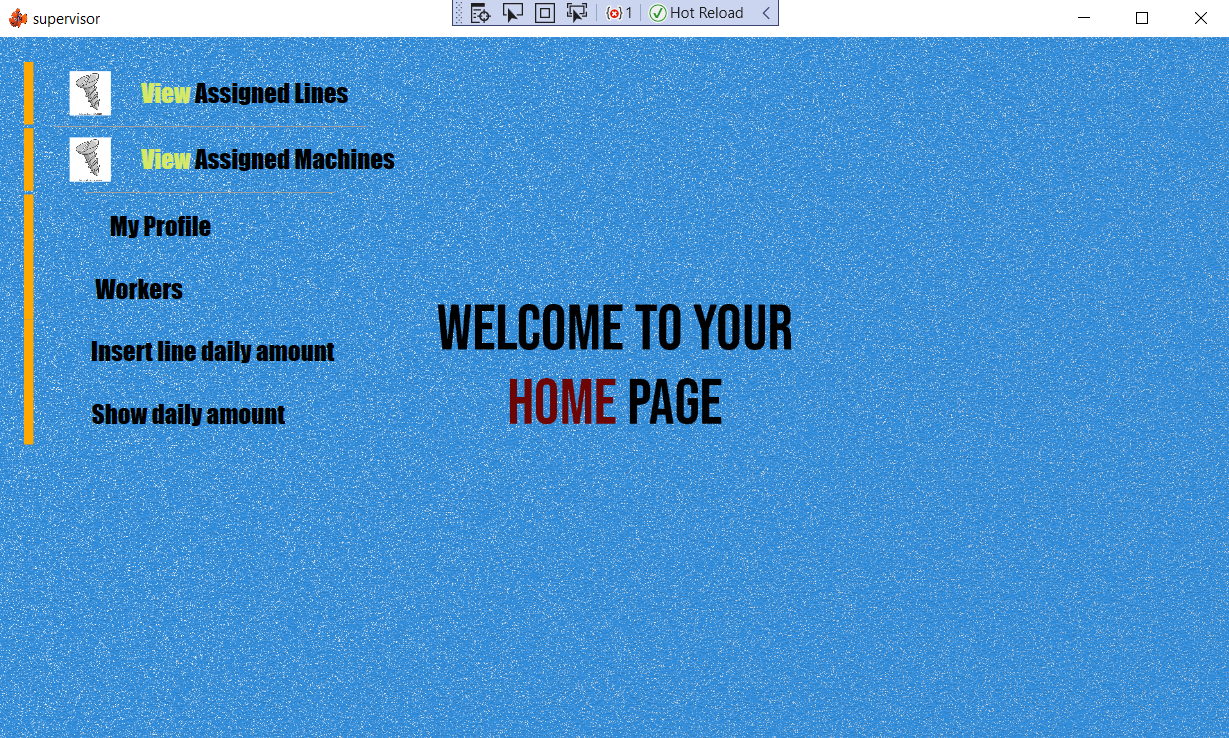 supervisor
1
Hot Reload
View Assigned Lines
View Assigned Machines
My Profile
Workers
Insert line daily amount
Show daily amount
WELCOME TO YOUR
HOME PAGE